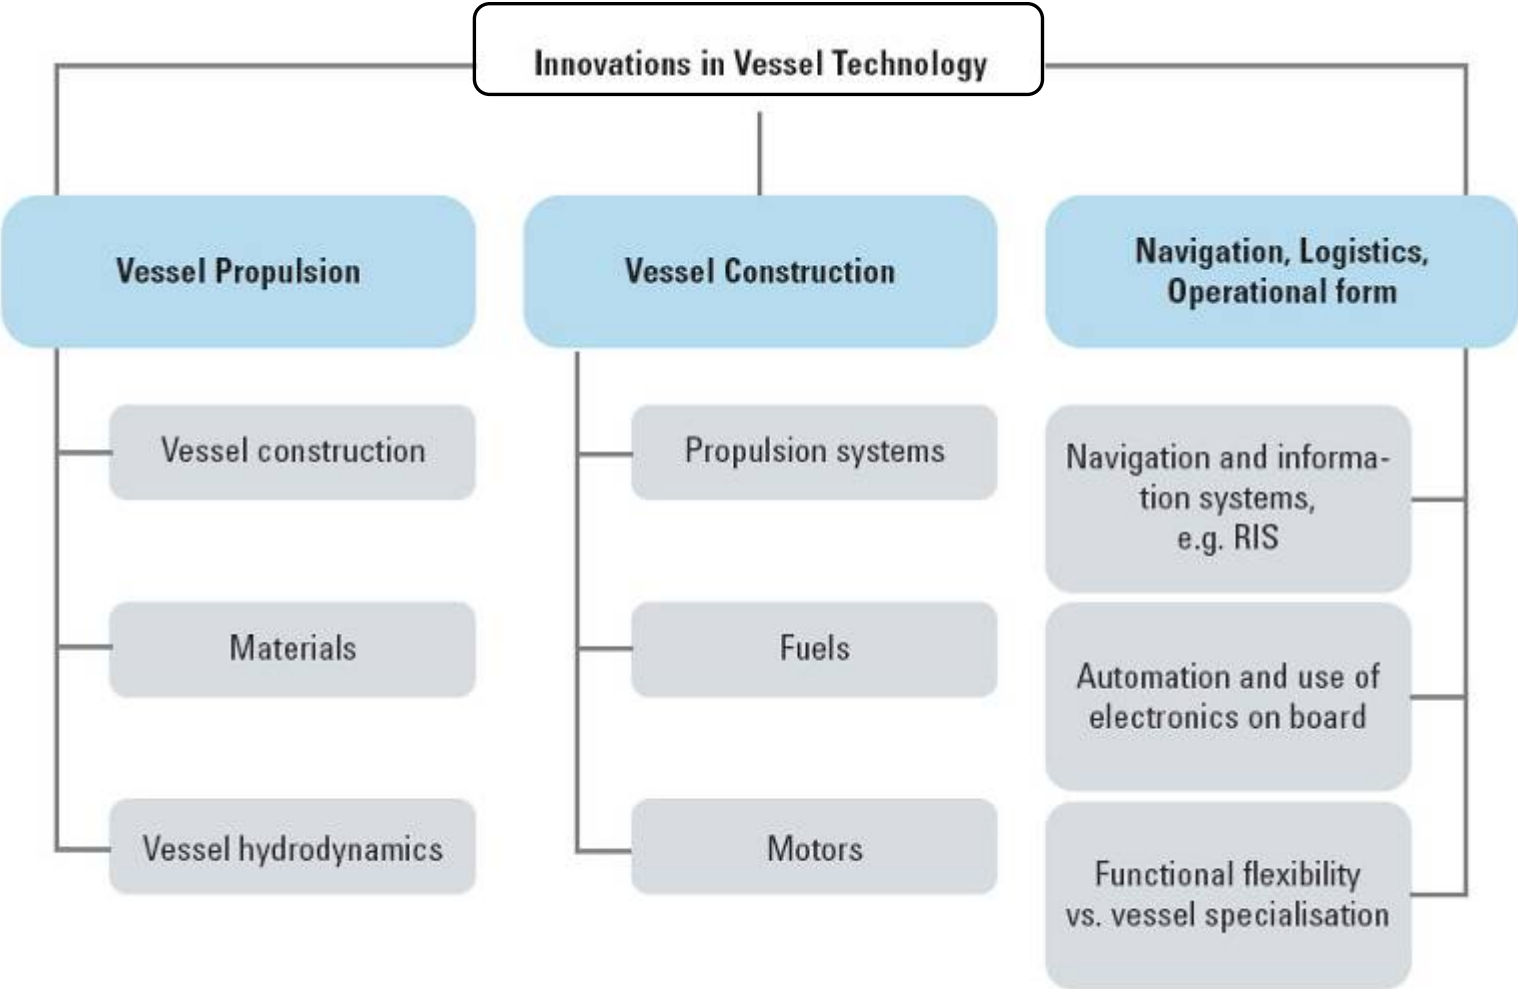 Innovations in Vessel Technology
Vessel Propulsion
Vessel construction
Materials
Vessel hydrodynamics
Vessel Construction
Propulsion systems
Fuels
Motors
Navigation, Logistics,
Operational form
Navigation and informa-
tion systems,
e.g. RIS
Automation and use of
electronics on board
Functional flexibility
vs. vessel specialisation